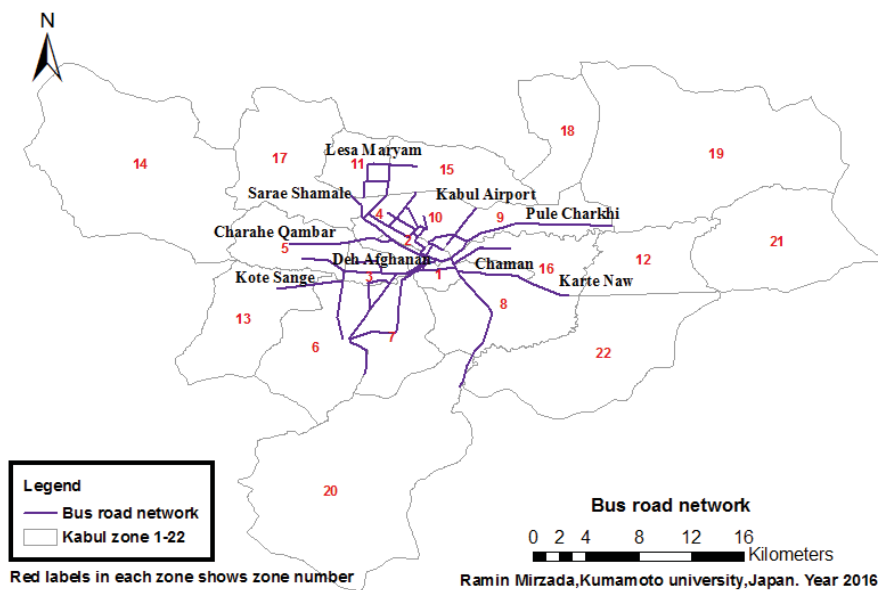 N
18
19
14
17
Lesa Maryam
11
15
Sarae Shamale
Kabul Airport
4
10
9
Pule Charkhi
Charahe Qambar
2
5
21
Deh Afghanan
12
Kote Sange
3
1
Chaman
16
Karte Naw
8
13
6
7
22
20
Legend
Bus road network
Kabul zone 1-22
Red labels in each zone shows zone number
Bus road network
0 2 4 8 12 16
Kilometers
Ramin Mirzada,Kumamoto university,Japan. Year 2016